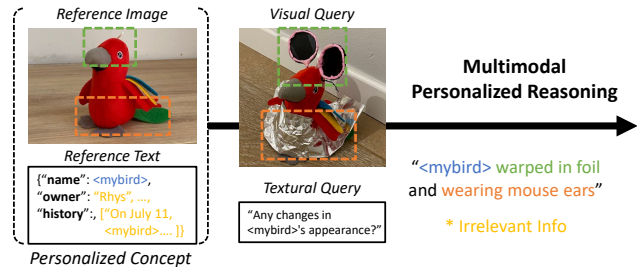 Reference Image
Reference Text
{“name”: <mybird>,
“owner”: “Rhys”, …,
“history”:, [“On July 11,
<mybird>.... ]}
Personalized Concept
Visual Query
Textural Query
“Any changes in
<mybird>'s appearance?”
Multimodal
Personalized Reasoning
“<mybird> warped in foil
and wearing mouse ears”
* Irrelevant Info